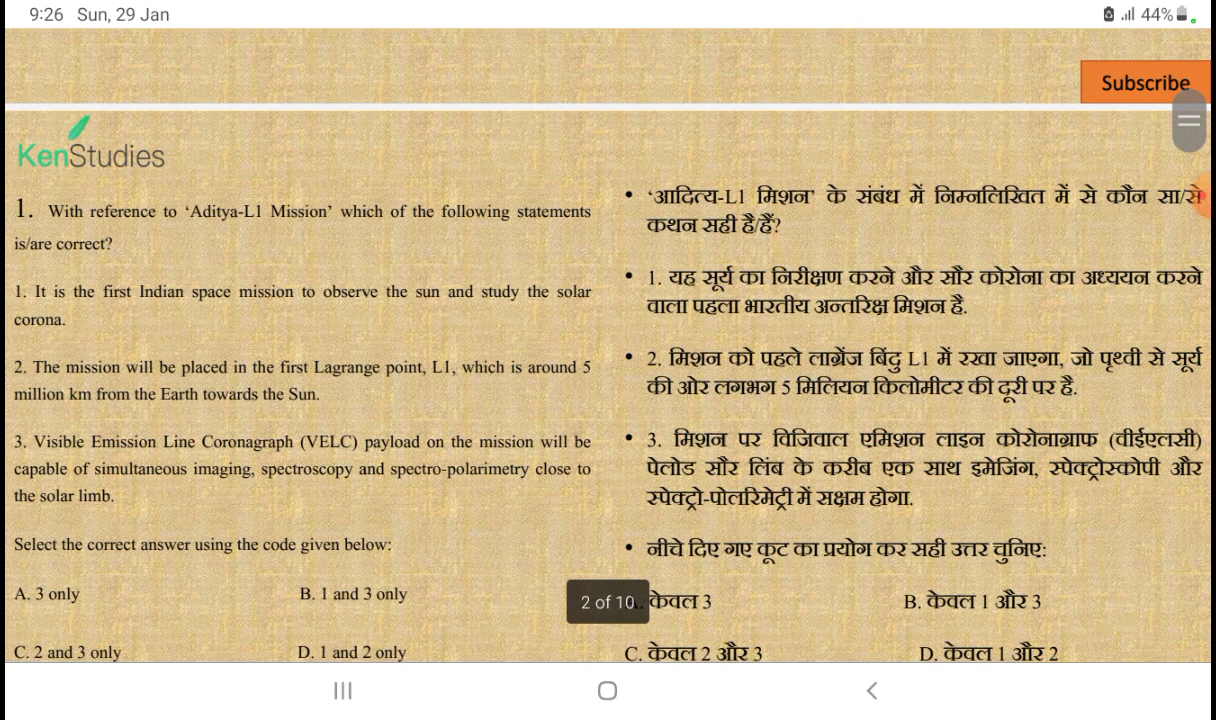 9:26 Sun, 29 Jan
44%
Subscribe
KenStudies
1. With reference to ‘Aditya-L1 Mission’ which of the following statements
is/are correct?
1. It is the first Indian space mission to observe the sun and study the solar
corona.
2. The mission will be placed in the first Lagrange point, L1, which is around 5
million km from the Earth towards the Sun.
3. Visible Emission Line Coronagraph (VELC) payload on the mission will be
capable of simultaneous imaging, spectroscopy and spectro-polarimetry close to
the solar limb.
Select the correct answer using the code given below:
A. 3 only B. 1 and 3 only
C. 2 and 3 only D. 1 and 2 only
• ‘आदित्य-L1 मिशन’ के संबंध में निम्नलिखित में से कौन सा/से
कथन सही है/हैं?
• 1. यह सूर्य का निरीक्षण करने और सौर कोरोना का अध्ययन करने
वाला पहला भारतीय अन्तरिक्ष मिशन है.
• 2. मिशन को पहले लाग्रेंज बिंदु L1 में रखा जाएगा, जो पृथ्वी से सूर्य
की ओर लगभग 5 मिलियन किलोमीटर की दूरी पर है.
• 3. मिशन पर विजिवाल एमिशन लाइन कोरोनाग्राफ (वीईएलसी)
पेलोड सौर लिंब के करीब एक साथ इमेजिंग, स्पेक्ट्रोस्कोपी और
स्पेक्ट्रो-पोलरिमेट्री में सक्षम होगा.
• नीचे दिए गए कूट का प्रयोग कर सही उत्तर चुनिए:
2 of 10
केवल 3 B. केवल 1 और 3
C. केवल 2 और 3 D. केवल 1 और 2